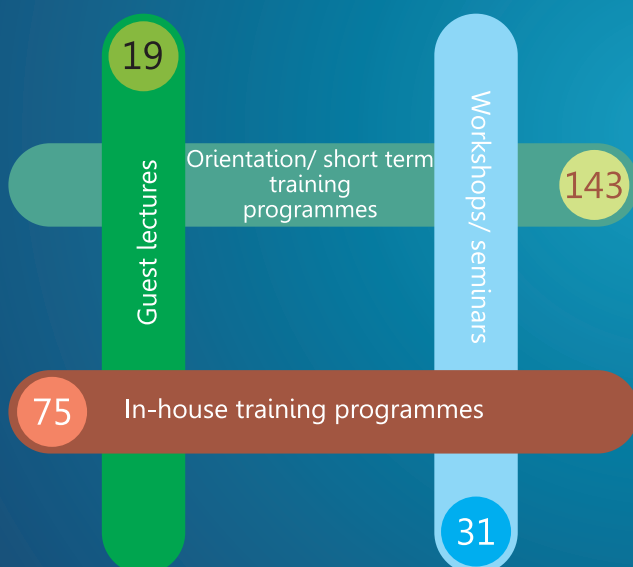 19
Guest lectures
Orientation/ short term
training
programmes
143
Workshops/ seminars
31
75
In-house training programmes